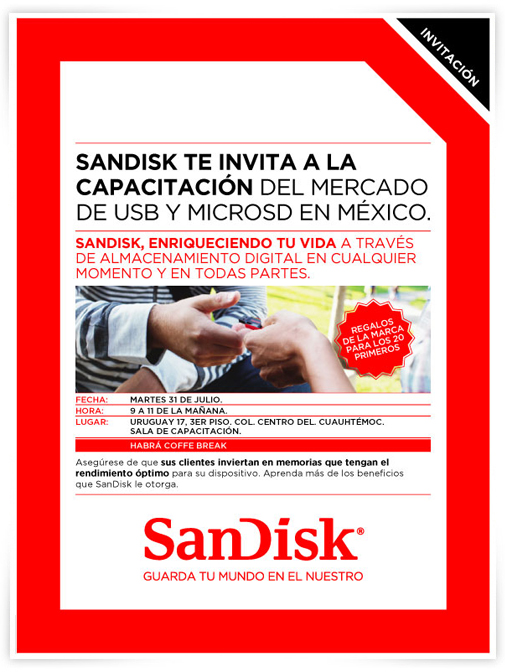 INVITACIÓN
SANDISK TE INVITA A LA
CAPACITACIÓN DEL MERCADO
DE USB Y MICROSD EN MÉXICO.
SANDISK, ENRIQUECIENDO TU VIDA A TRAVÉS
DE ALMACENAMIENTO DIGITAL EN CUALQUIER
MOMENTO Y EN TODAS PARTES.
REGALOS
DE LA MARCA
PARA LOS 20
PRIMEROS
FECHA: MARTES 31 DE JULIO.
HORA: 9 A 11 DE LA MAÑANA.
LUGAR: URUGUAY 17, 3ER PISO. COL. CENTRO DEL. CUAUHTÉMOC.
SALA DE CAPACITACIÓN.
HABRÁ COFFE BREAK
Asegúrese de que sus clientes inviertan en memorias que tengan el
rendimiento óptimo para su dispositivo. Aprenda más de los beneficios
que SanDisk le otorga.
SanDisk®
GUARDA TU MUNDO EN EL NUESTRO